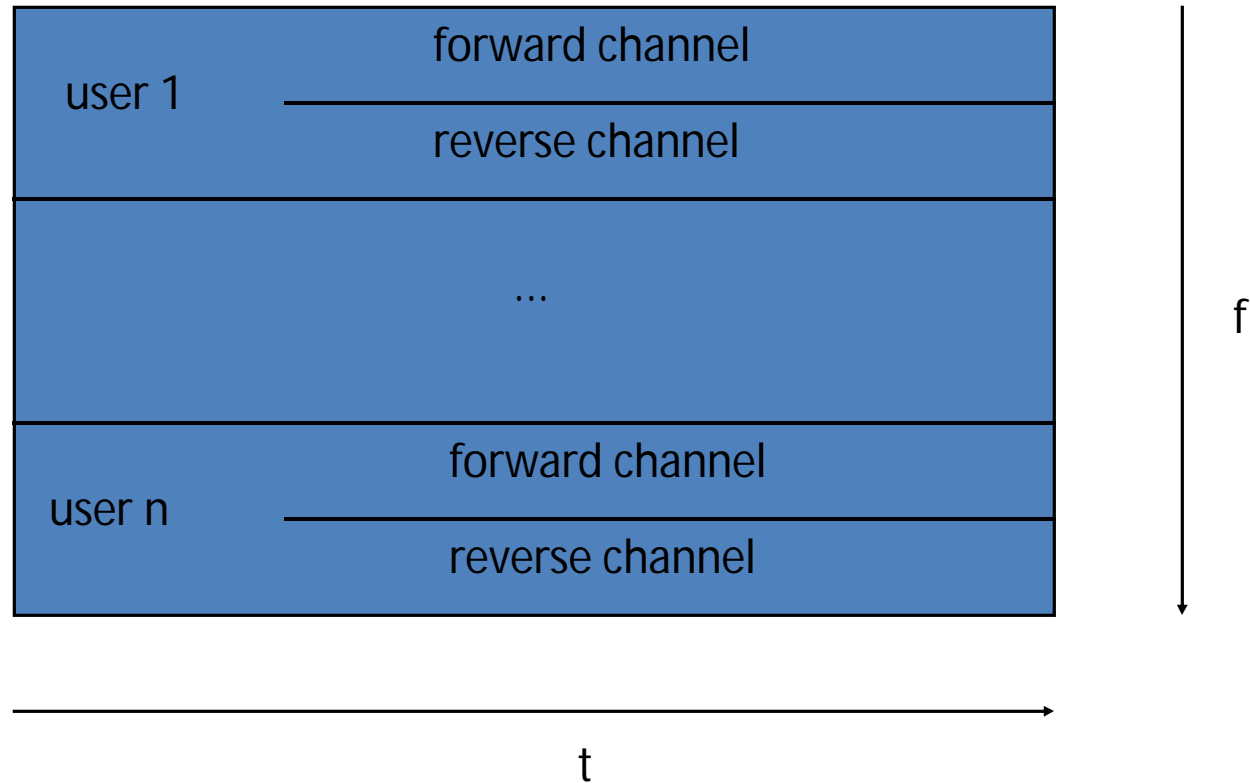 forward channel
user 1
reverse channel
...
f
forward channel
user n
reverse channel
t